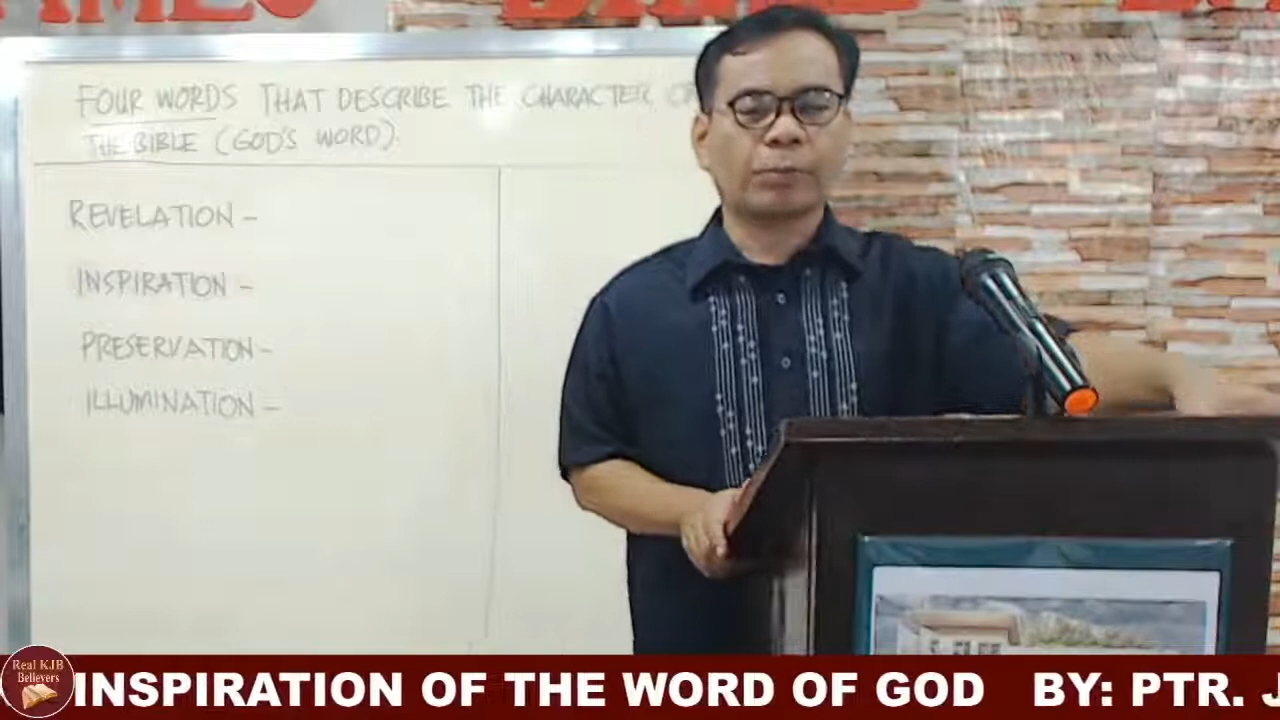 FOUR WORDS THAT DESCRIBE THE CHARACTER OF
THE BIBLE (GOD'S WORD).
REVELATION -
INSPIRATION -
PRESERVATION -
ILLUMINATION -
Real KJB
Believers
INSPIRATION OF THE WORD OF GOD BY: PTR. J